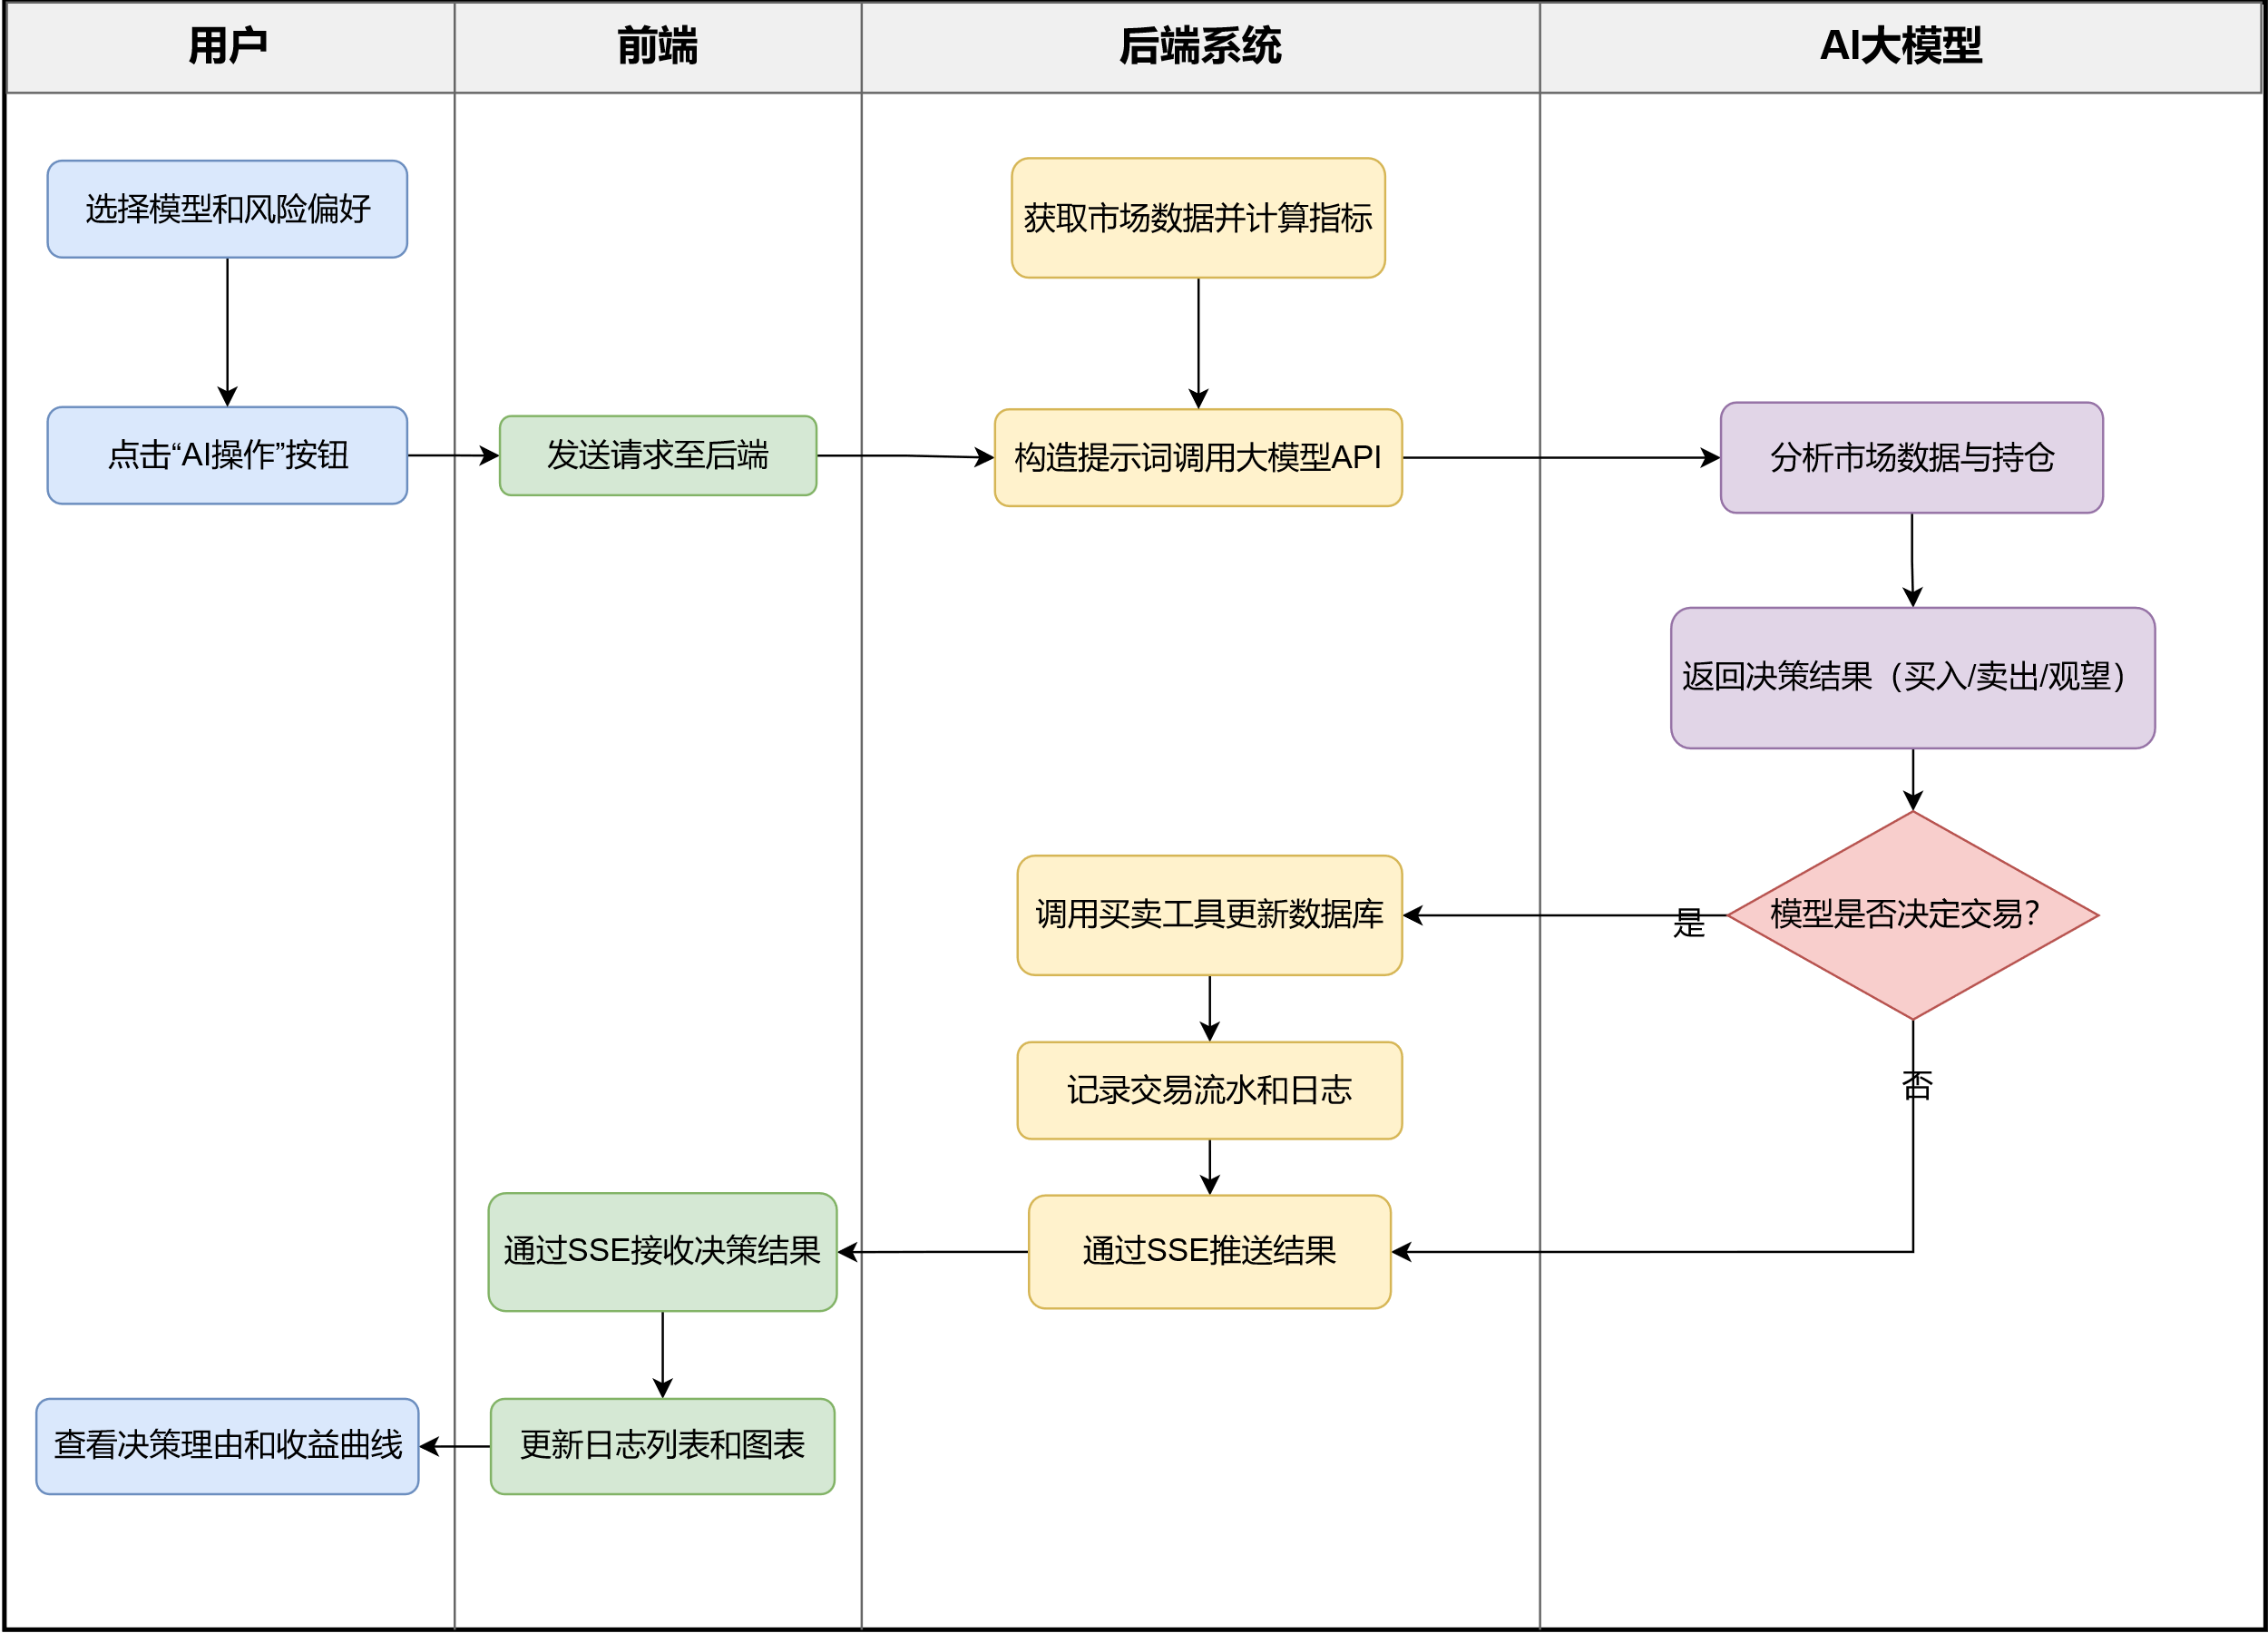 用户
前端
后端系统
AI大模型
选择模型和风险偏好
获取市场数据并计算指标
点击“AI操作”按钮
发送请求至后端
构造提示词调用大模型API
分析市场数据与持仓
返回决策结果（买入/卖出/观望）
调用买卖工具更新数据库
是
模型是否决定交易？
记录交易流水和日志
否
通过SSE接收决策结果
通过SSE推送结果
查看决策理由和收益曲线
更新日志列表和图表